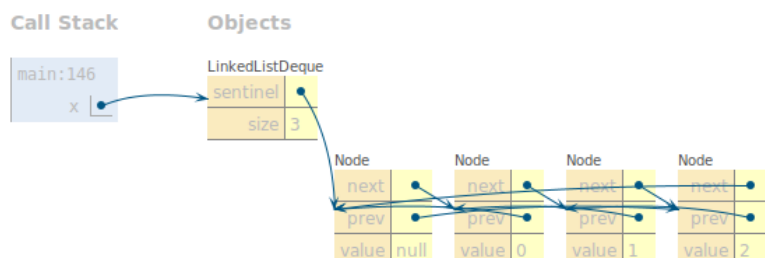 Call Stack
Objects
main:146
x
LinkedListDeque
sentinel
size 3
Node Node Node Node
next next next next
prev prev prev prev
value null value 0 value 1 value 2